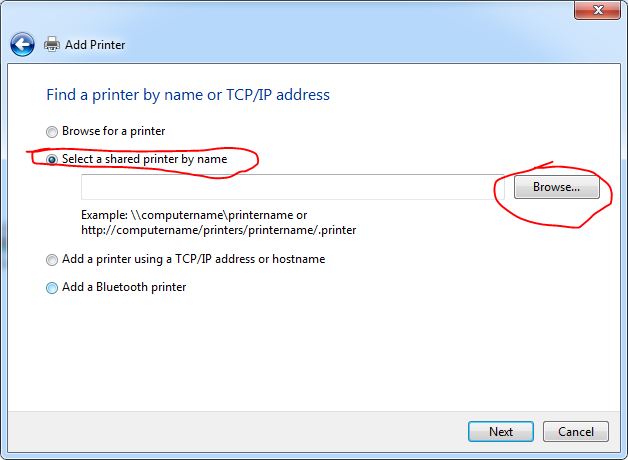 Add Printer
Find a printer by name or TCP/IP address
Browse for a printer
Select a shared printer by name
Browse...
Example: \\computername\printername or
http://computername/printers/printername/.printer
Add a printer using a TCP/IP address or hostname
Add a Bluetooth printer
Next
Cancel